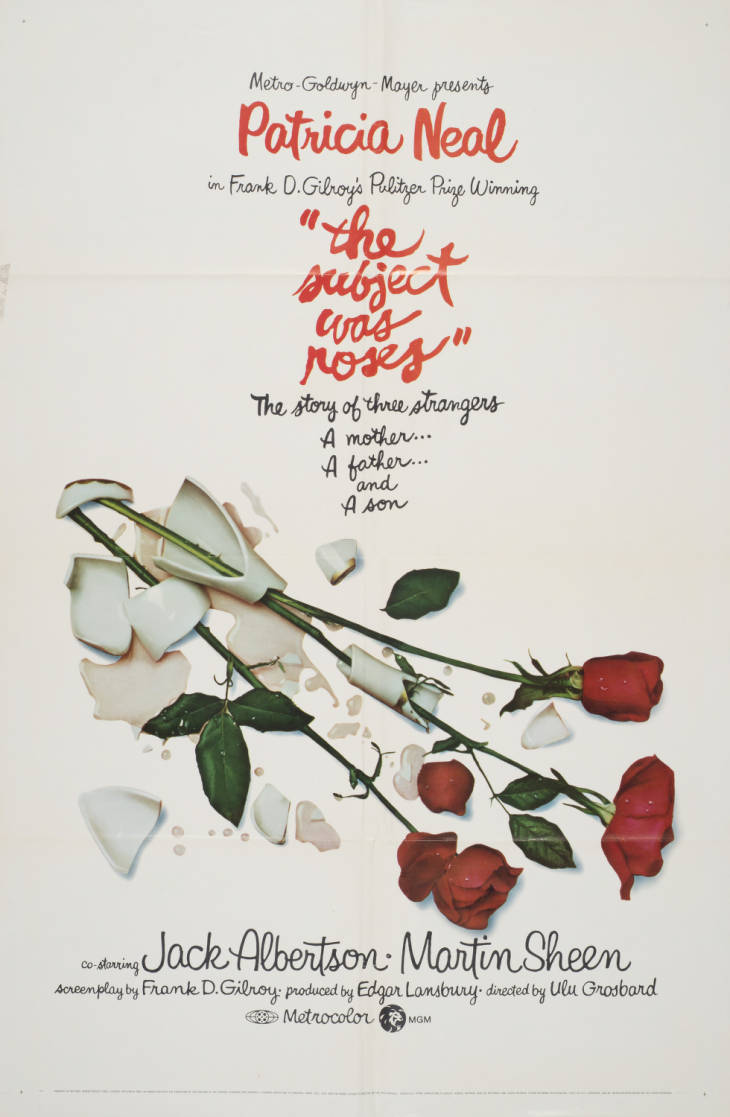 Metro-Goldwyn-Mayer presents
Patricia Neal
in Frank D. Gilroy's Pulitzer Prize Winning
"the
subject
was
roses"
The story of three strangers
A mother...
A father...
and
A son
co-starring Jack Albertson · Martin Sheen
screenplay by Frank D. Gilroy · produced by Edgar Lansbury · directed by Ulu Grosbard
Metrocolor MGM